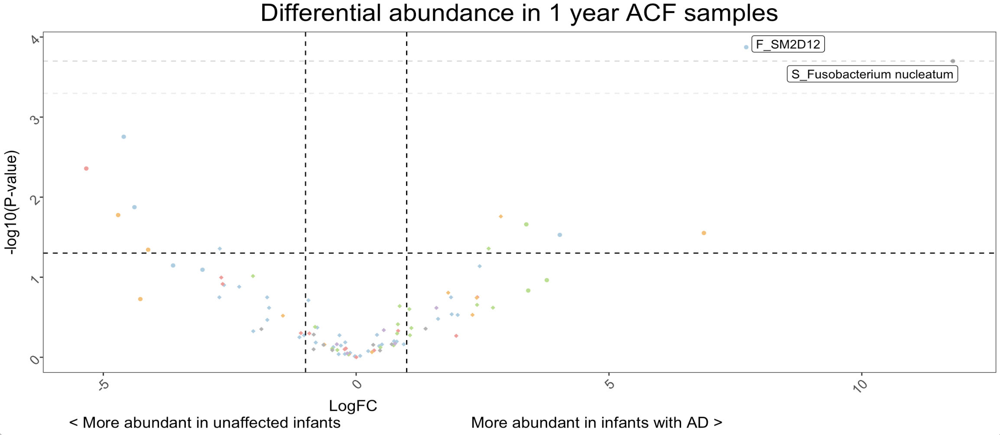 Differential abundance in 1 year ACF samples
4
F_SM2D12
S_Fusobacterium nucleatum
3
2
1
0
-log10(P-value)
-5
0
5
10
LogFC
< More abundant in unaffected infants
More abundant in infants with AD >